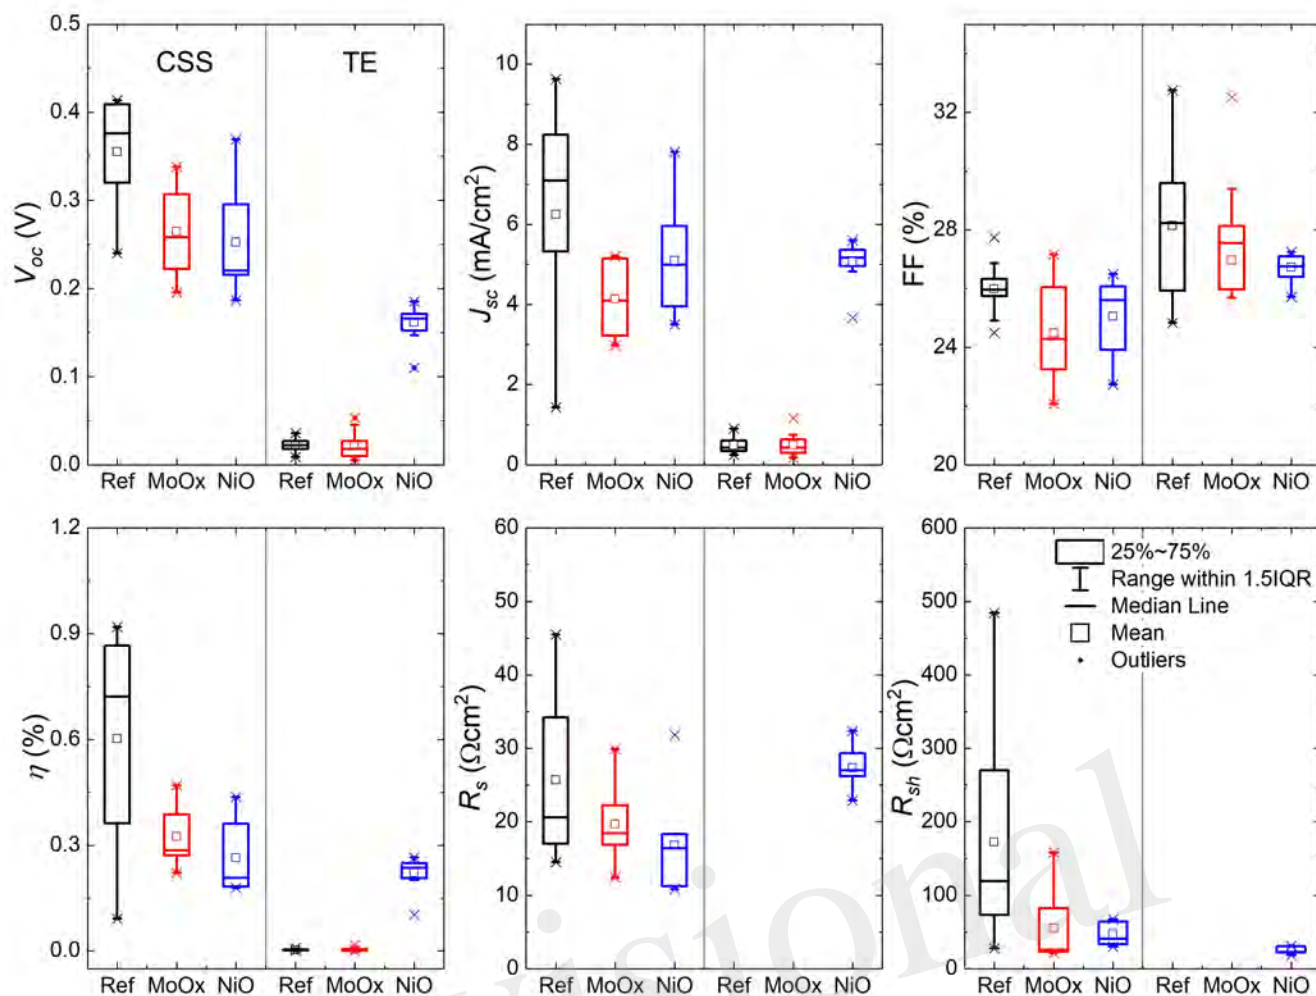 0.5
0.4
0.3
0.2
0.1
0.0
V_oc (V)
CSS
TE
Ref MoOx NiO Ref MoOx NiO
10
8
6
4
2
0
J_sc (mA/cm²)
Ref MoOx NiO Ref MoOx NiO
32
28
24
20
FF (%)
Ref MoOx NiO Ref MoOx NiO
1.2
0.9
0.6
0.3
0.0
η (%)
Ref MoOx NiO Ref MoOx NiO
60
50
40
30
20
10
0
R_s (Ωcm²)
Ref MoOx NiO Ref MoOx NiO
600
500
400
300
200
100
0
R_sh (Ωcm²)
25%~75%
Range within 1.5IQR
Median Line
Mean
Outliers
Ref MoOx NiO Ref MoOx NiO
visional